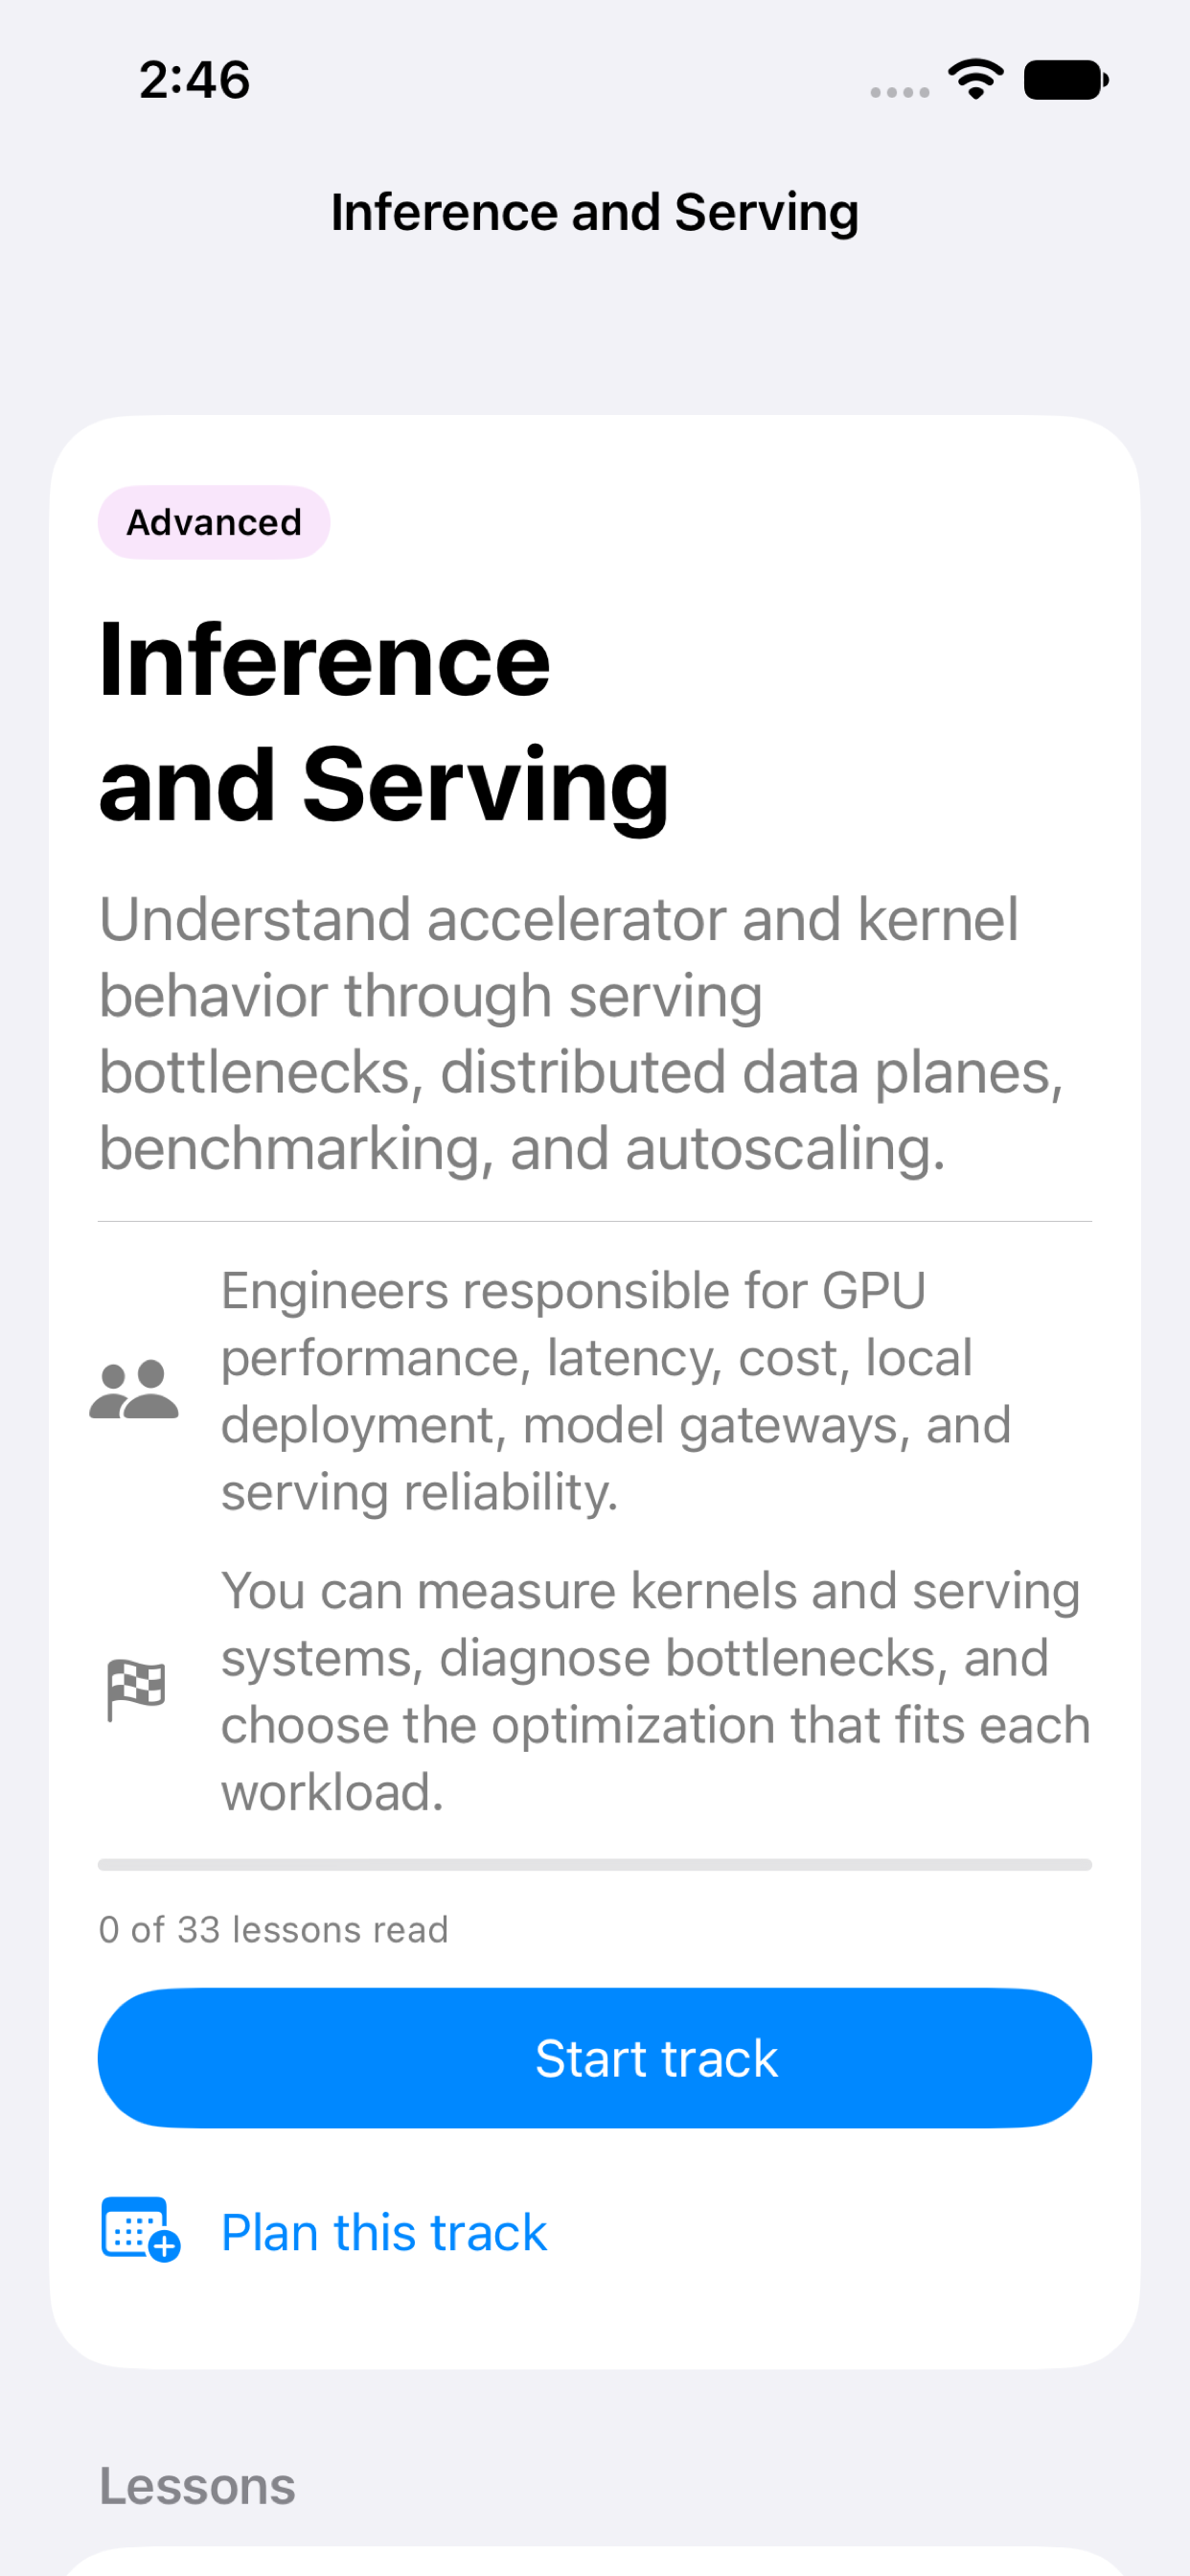 2:46
Inference and Serving
Advanced
Inference
and Serving
Understand accelerator and kernel
behavior through serving
bottlenecks, distributed data planes,
benchmarking, and autoscaling.
Engineers responsible for GPU
performance, latency, cost, local
deployment, model gateways, and
serving reliability.
You can measure kernels and serving
systems, diagnose bottlenecks, and
choose the optimization that fits each
workload.
0 of 33 lessons read
Start track
Plan this track
Lessons